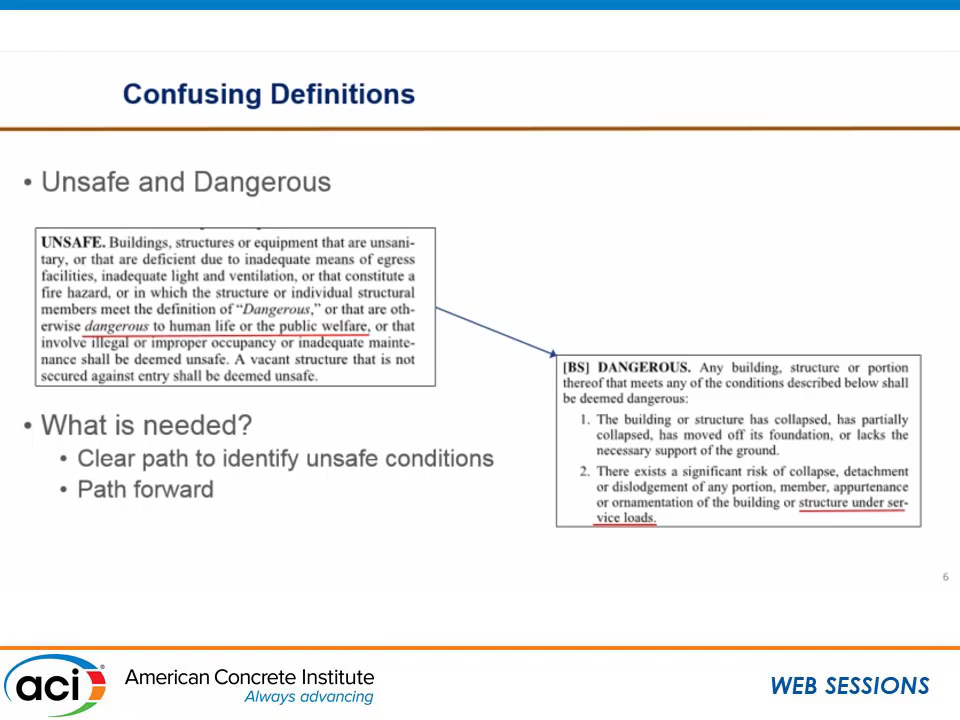 Confusing Definitions
• Unsafe and Dangerous
UNSAFE. Buildings, structures or equipment that are unsani-
tary, or that are deficient due to inadequate means of egress
facilities, inadequate light and ventilation, or that constitute a
fire hazard, or in which the structure or individual structural
members meet the definition of “Dangerous,” or that are oth-
erwise dangerous to human life or the public welfare, or that
involve illegal or improper occupancy or inadequate mainte-
nance shall be deemed unsafe. A vacant structure that is not
secured against entry shall be deemed unsafe.
[BS] DANGEROUS. Any building, structure or portion
thereof that meets any of the conditions described below shall
be deemed dangerous:
1. The building or structure has collapsed, has partially
collapsed, has moved off its foundation, or lacks the
necessary support of the ground.
2. There exists a significant risk of collapse, detachment
or dislodgement of any portion, member, appurtenance
or ornamentation of the building or structure under ser-
vice loads.
• What is needed?
• Clear path to identify unsafe conditions
• Path forward
6
aci®
American Concrete Institute
Always advancing
WEB SESSIONS